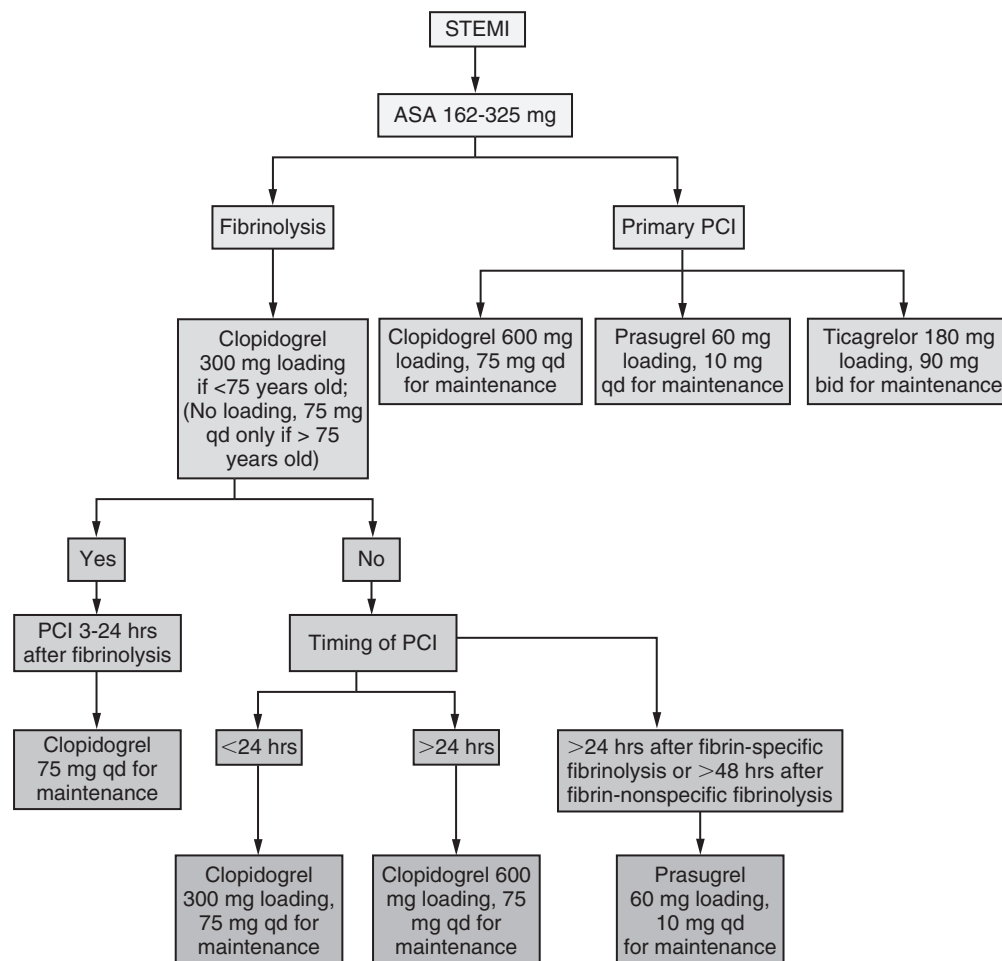 STEMI
ASA 162-325 mg
Fibrinolysis
Primary PCI
Clopidogrel
300 mg loading
if <75 years old;
(No loading, 75 mg
qd only if > 75
years old)
Clopidogrel 600 mg
loading, 75 mg qd
for maintenance
Prasugrel 60 mg
loading, 10 mg
qd for maintenance
Ticagrelor 180 mg
loading, 90 mg
bid for maintenance
Yes
No
PCI 3-24 hrs
after fibrinolysis
Timing of PCI
Clopidogrel
75 mg qd for
maintenance
<24 hrs
>24 hrs
>24 hrs after fibrin-specific
fibrinolysis or >48 hrs after
fibrin-nonspecific fibrinolysis
Clopidogrel
300 mg loading,
75 mg qd for
maintenance
Clopidogrel 600
mg loading, 75
mg qd for
maintenance
Prasugrel
60 mg loading,
10 mg qd
for maintenance